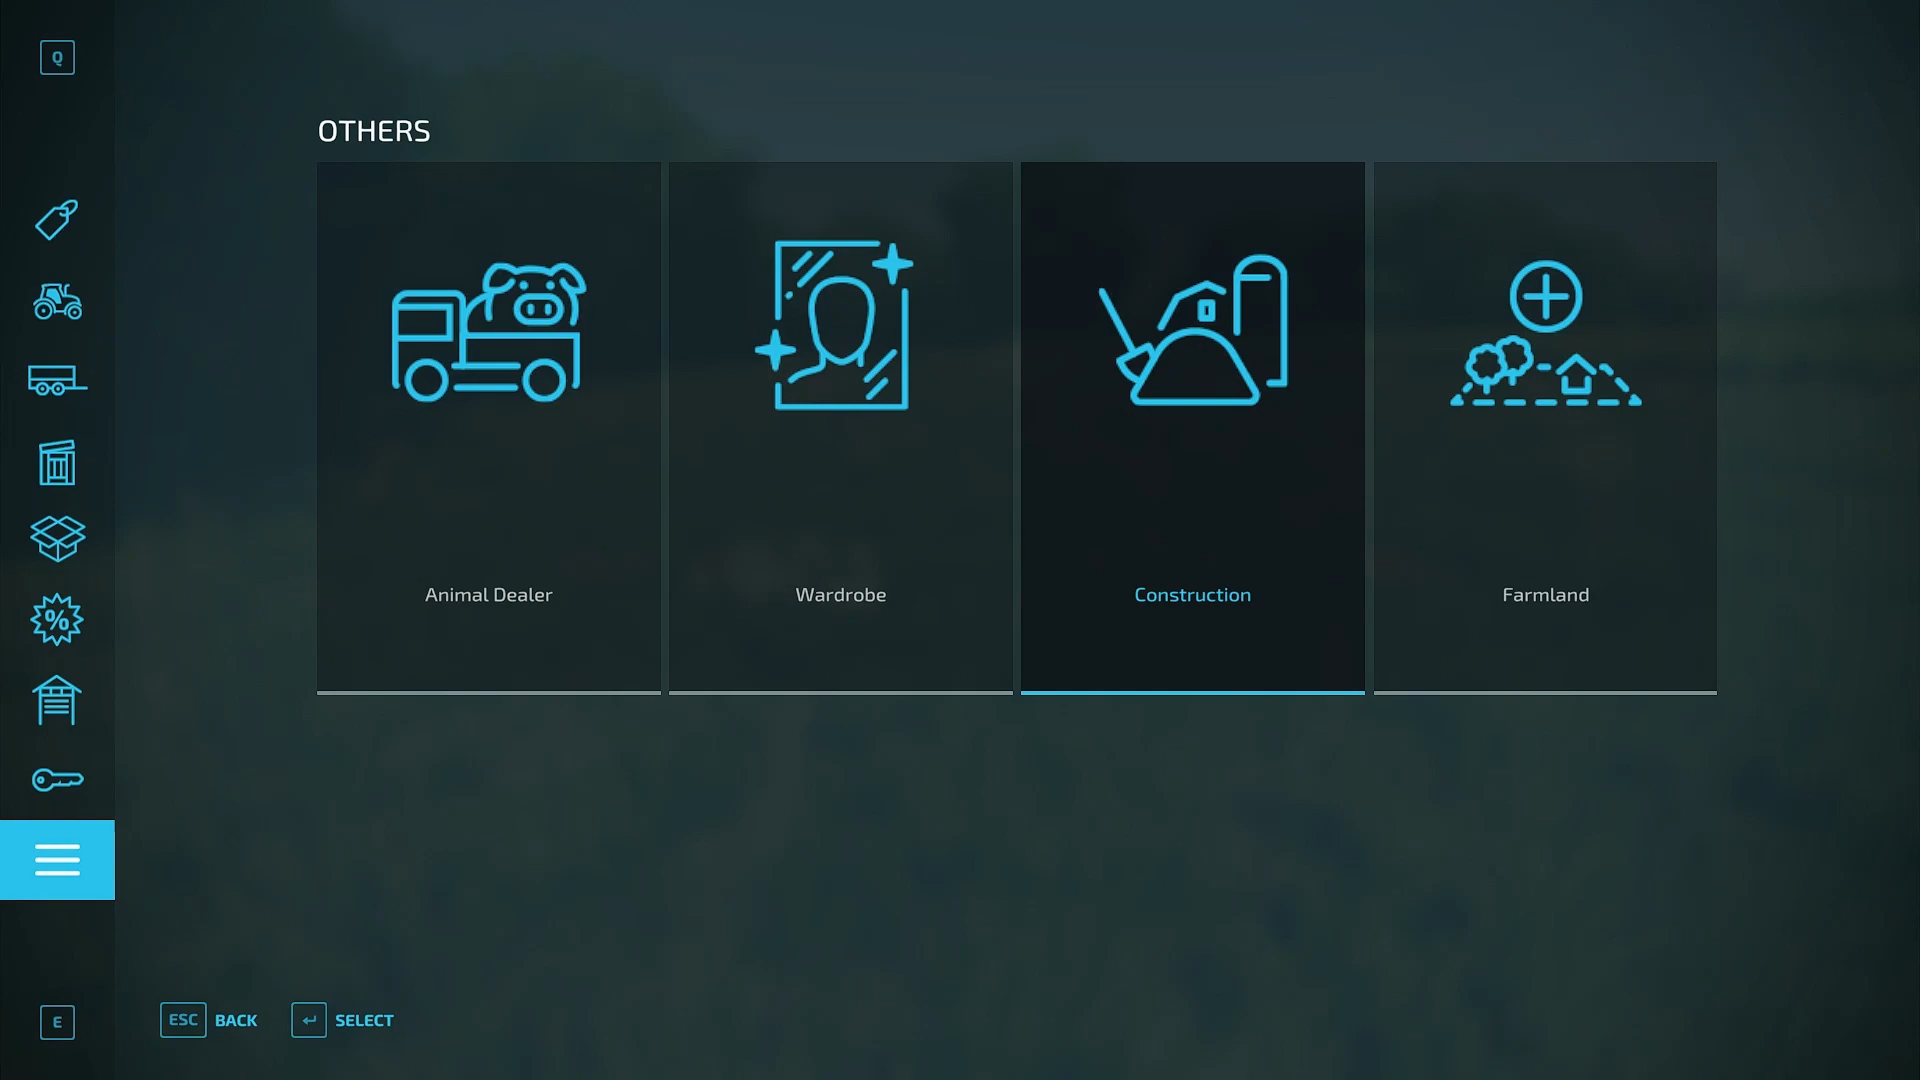 Q
OTHERS
Animal Dealer
Wardrobe
Construction
Farmland
%
E
ESC BACK
SELECT